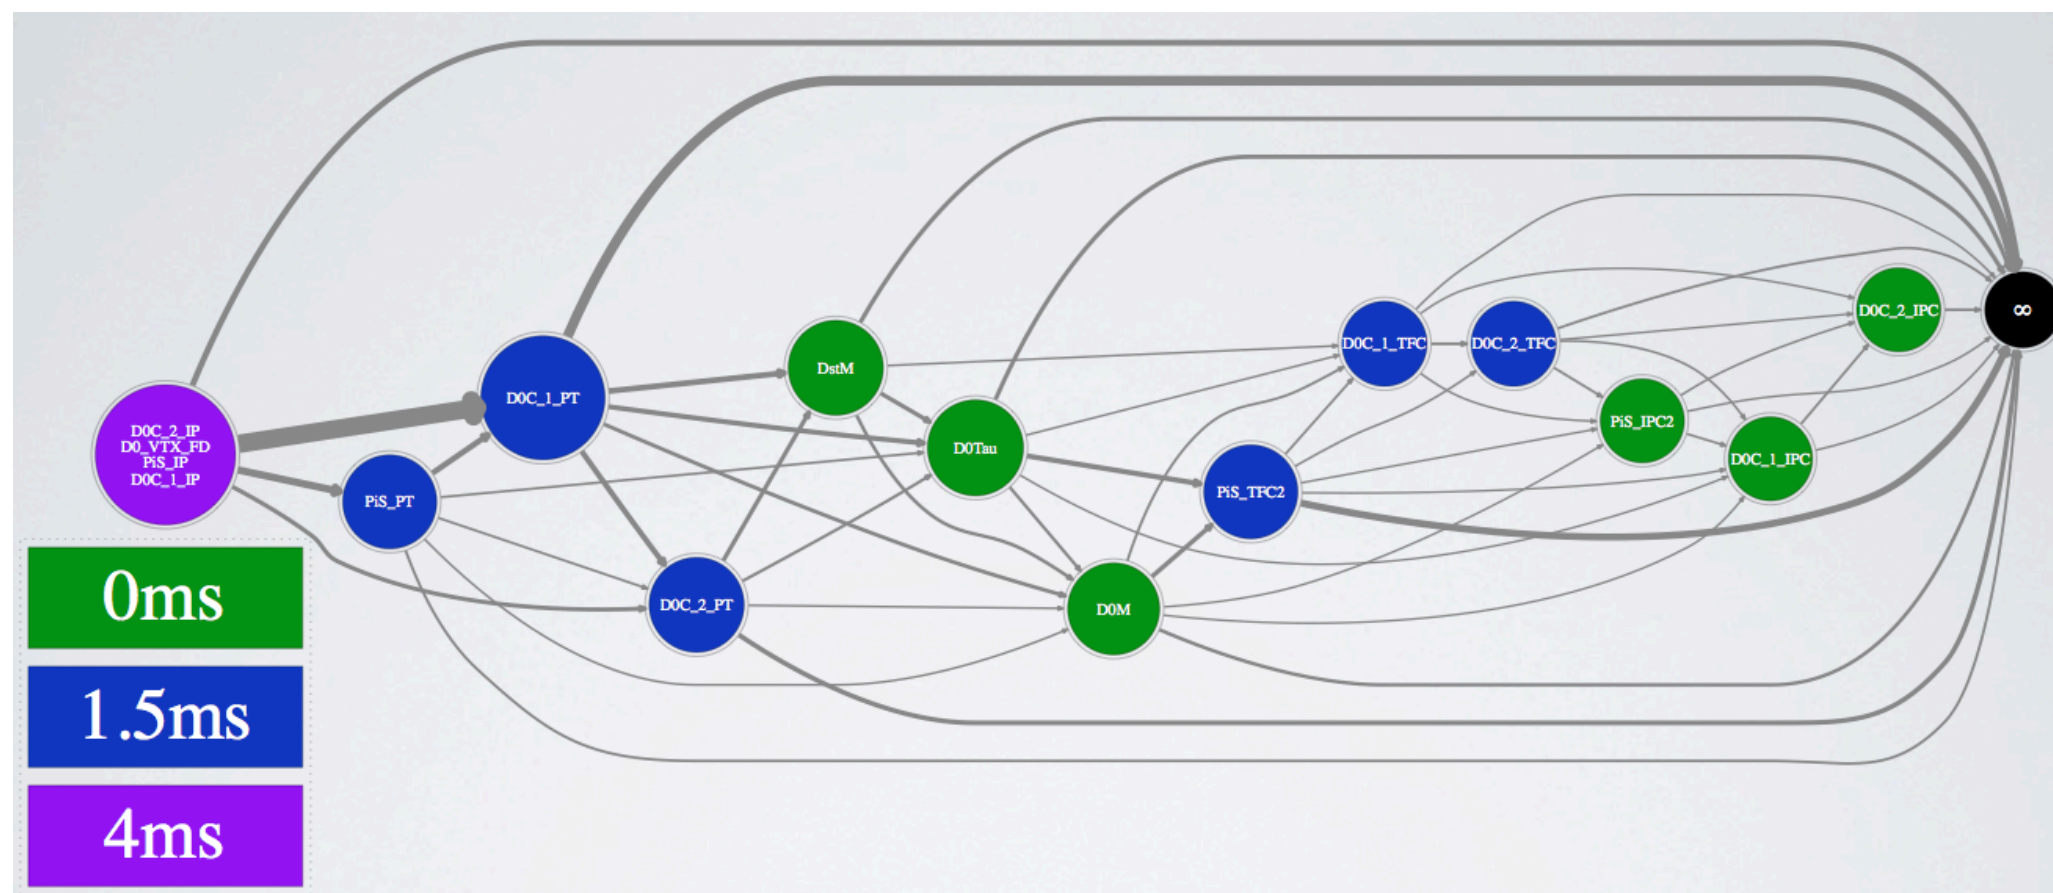 D0C_2_IP
D0_VTX_FD
PiS_IP
D0C_1_IP
PiS_PT
D0C_1_PT
D0C_2_PT
DstM
D0Tau
D0M
PiS_TFC2
D0C_1_TFC
D0C_2_TFC
PiS_IPC2
D0C_1_IPC
D0C_2_IPC
∞
0ms
1.5ms
4ms